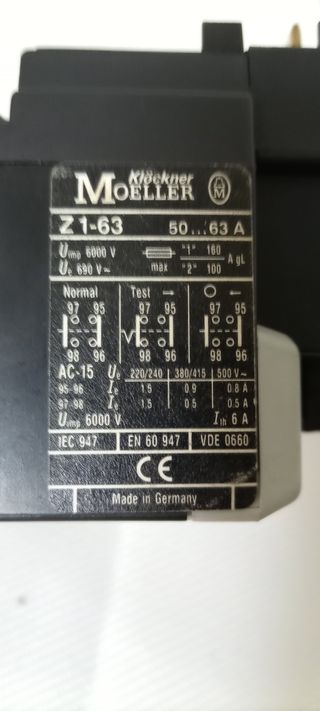 Klöckner
MOELLER
Z 1-63 50...63 A
Uimp 6000 V "1" 160 A gL
Ue 690 V~ max "2" 100
Normal Test → O ←
97 95 97 95 97 95
98 96 98 96 98 96
AC-15 Ue 220/240 380/415 500 V~
95-96 Ie 1.5 0.9 0.8 A
97-98 Ie 1.5 0.5 0.5 A
Uimp 6000 V Ith 6 A
IEC 947 EN 60 947 VDE 0660
CE
Made in Germany